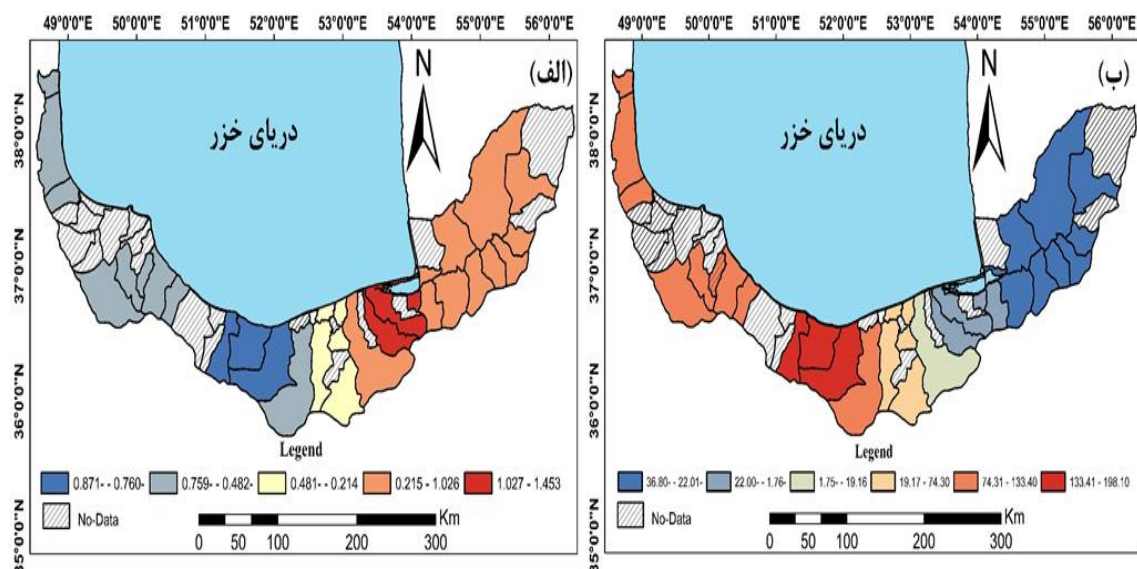 49°0'0"E 50°0'0"E 51°0'0"E 52°0'0"E 53°0'0"E 54°0'0"E 55°0'0"E 56°0'0"E
(الف)
N
دریای خزر
38°0'0"N
37°0'0"N
36°0'0"N
35°0'0"N
Legend
0.871- - 0.760- 0.759- - 0.482- 0.481- - 0.214 0.215 - 1.026 1.027 - 1.453
No-Data
Km
0 50 100 200 300
49°0'0"E 50°0'0"E 51°0'0"E 52°0'0"E 53°0'0"E 54°0'0"E 55°0'0"E 56°0'0"E
(ب)
N
دریای خزر
38°0'0"N
37°0'0"N
36°0'0"N
35°0'0"N
Legend
36.80- - 22.01- 22.00- - 1.76- 1.75- - 19.16 19.17 - 74.30 74.31 - 133.40 133.41 - 198.10
No-Data
Km
0 50 100 200 300